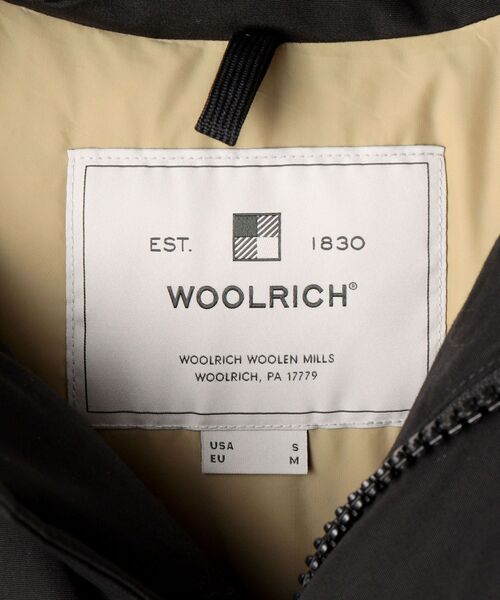 EST. 1830
WOOLRICH®
WOOLRICH WOOLEN MILLS
WOOLRICH, PA 17779
USA S
EU M